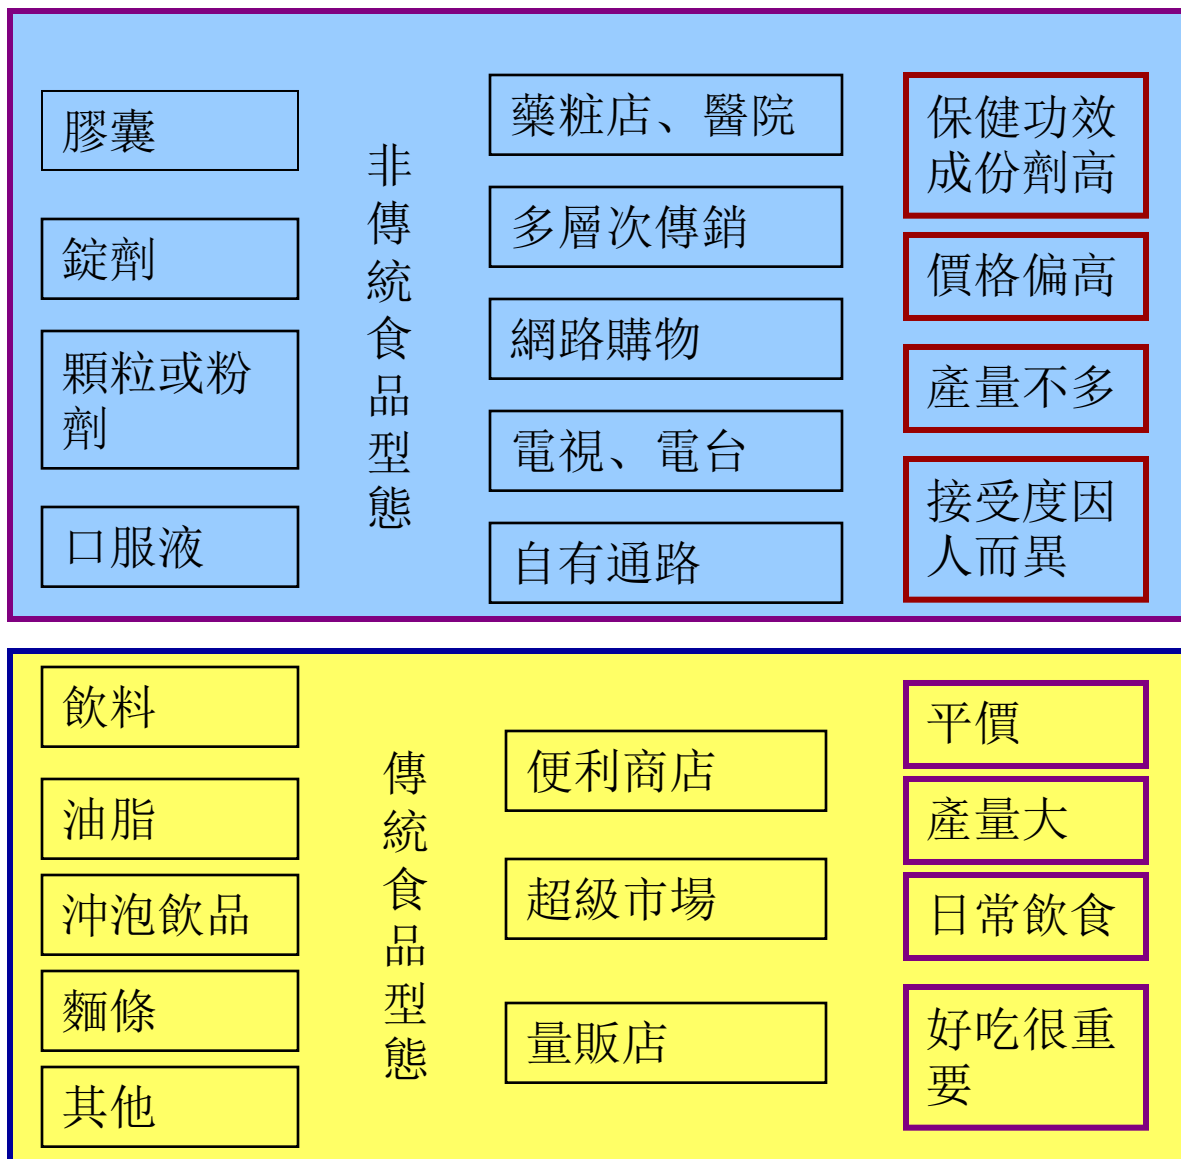 膠囊
錠劑
顆粒或粉
劑
口服液
非傳統食品型態
藥粧店、醫院
多層次傳銷
網路購物
電視、電台
自有通路
保健功效
成份劑高
價格偏高
產量不多
接受度因
人而異
飲料
油脂
沖泡飲品
麵條
其他
傳統食品型態
便利商店
超級市場
量販店
平價
產量大
日常飲食
好吃很重
要